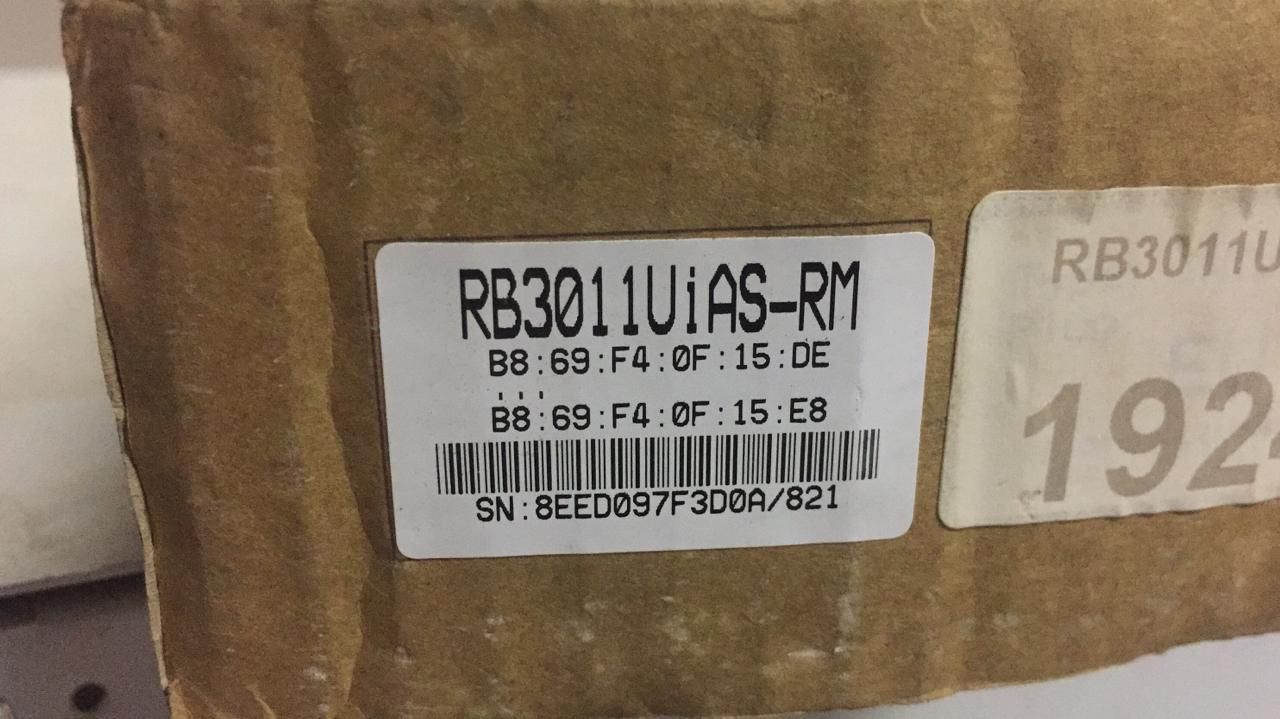 RB3011UiAS-RM
B8:69:F4:0F:15:DE
...
B8:69:F4:0F:15:E8
SN:8EED097F3D0A/821
RB3011U
192